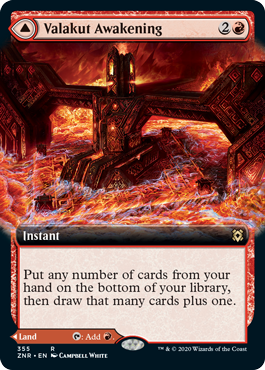 Valakut Awakening 2
Instant
Put any number of cards from your
hand on the bottom of your library,
then draw that many cards plus one.
Land : Add .
355 R
ZNR • EN CAMPBELL WHITE ™ & © 2020 Wizards of the Coast